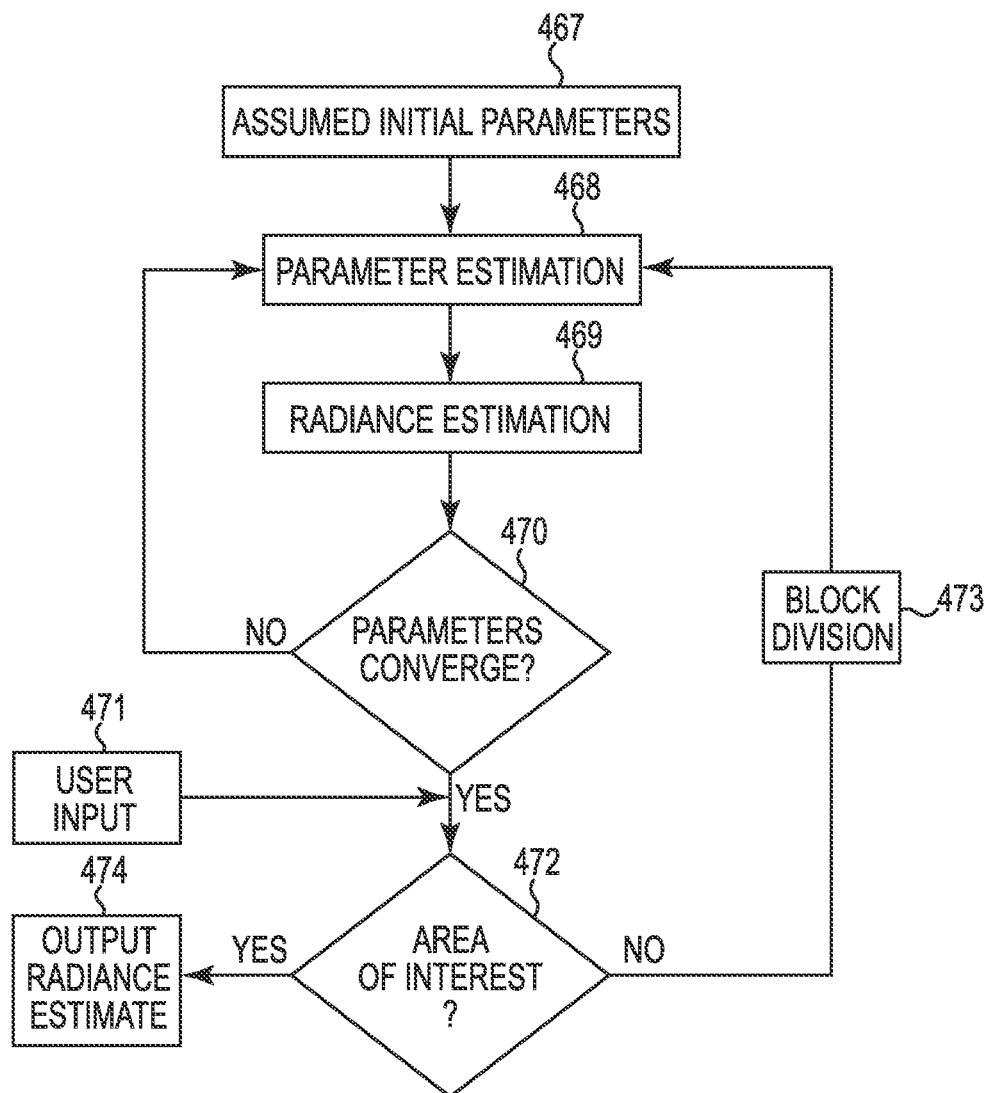 467
ASSUMED INITIAL PARAMETERS
468
PARAMETER ESTIMATION
469
RADIANCE ESTIMATION
470
PARAMETERS
CONVERGE?
NO
BLOCK
DIVISION
473
471
USER
INPUT
YES
474
OUTPUT
RADIANCE
ESTIMATE
YES
472
AREA
OF INTEREST
?
NO